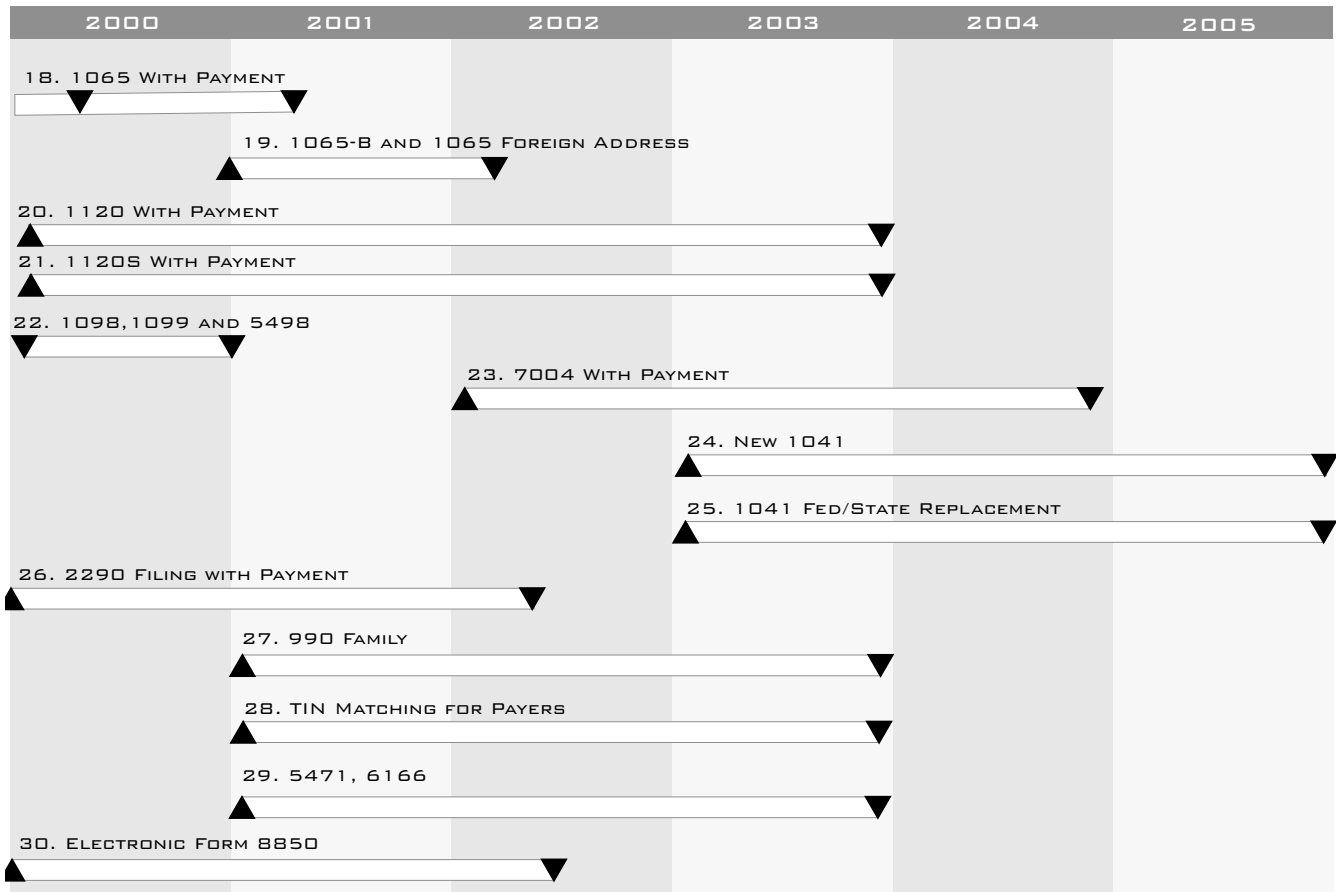 2000 2001 2002 2003 2004 2005
18. 1065 With Payment
19. 1065-B and 1065 Foreign Address
20. 1120 With Payment
21. 1120S With Payment
22. 1098,1099 and 5498
23. 7004 With Payment
24. New 1041
25. 1041 Fed/State Replacement
26. 2290 Filing with Payment
27. 990 Family
28. TIN Matching for Payers
29. 5471, 6166
30. Electronic Form 8850